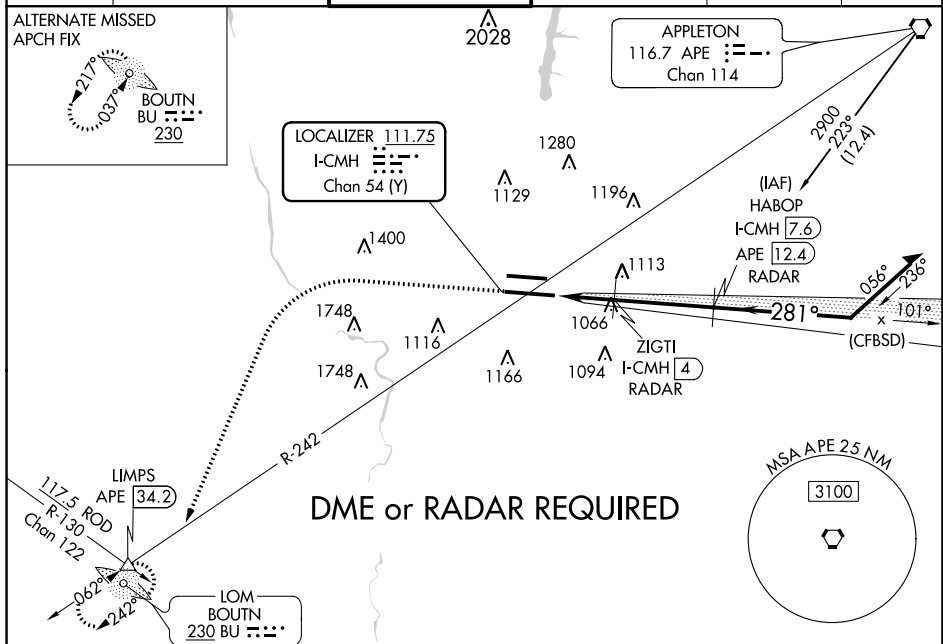 ALTERNATE MISSED
APCH FIX
217°
037°
BOUTN
BU
230
2028
APPLETON
116.7 APE
Chan 114
2900
223°
(12.4)
LOCALIZER 111.75
I-CMH
Chan 54 (Y)
1280
1129
1196
(IAF)
HABOP
I-CMH 7.6
APE 12.4
RADAR
1400
1113
056°
236°
281°
x
101°
(CFBSD)
1748
1116
1066
ZIGTI
I-CMH 4
RADAR
1748
1166
1094
R-242
MSA APE 25 NM
3100
LIMPS
APE 34.2
117.5 ROD
R-130
Chan 122
DME or RADAR REQUIRED
062°
242°
LOM
BOUTN
230 BU